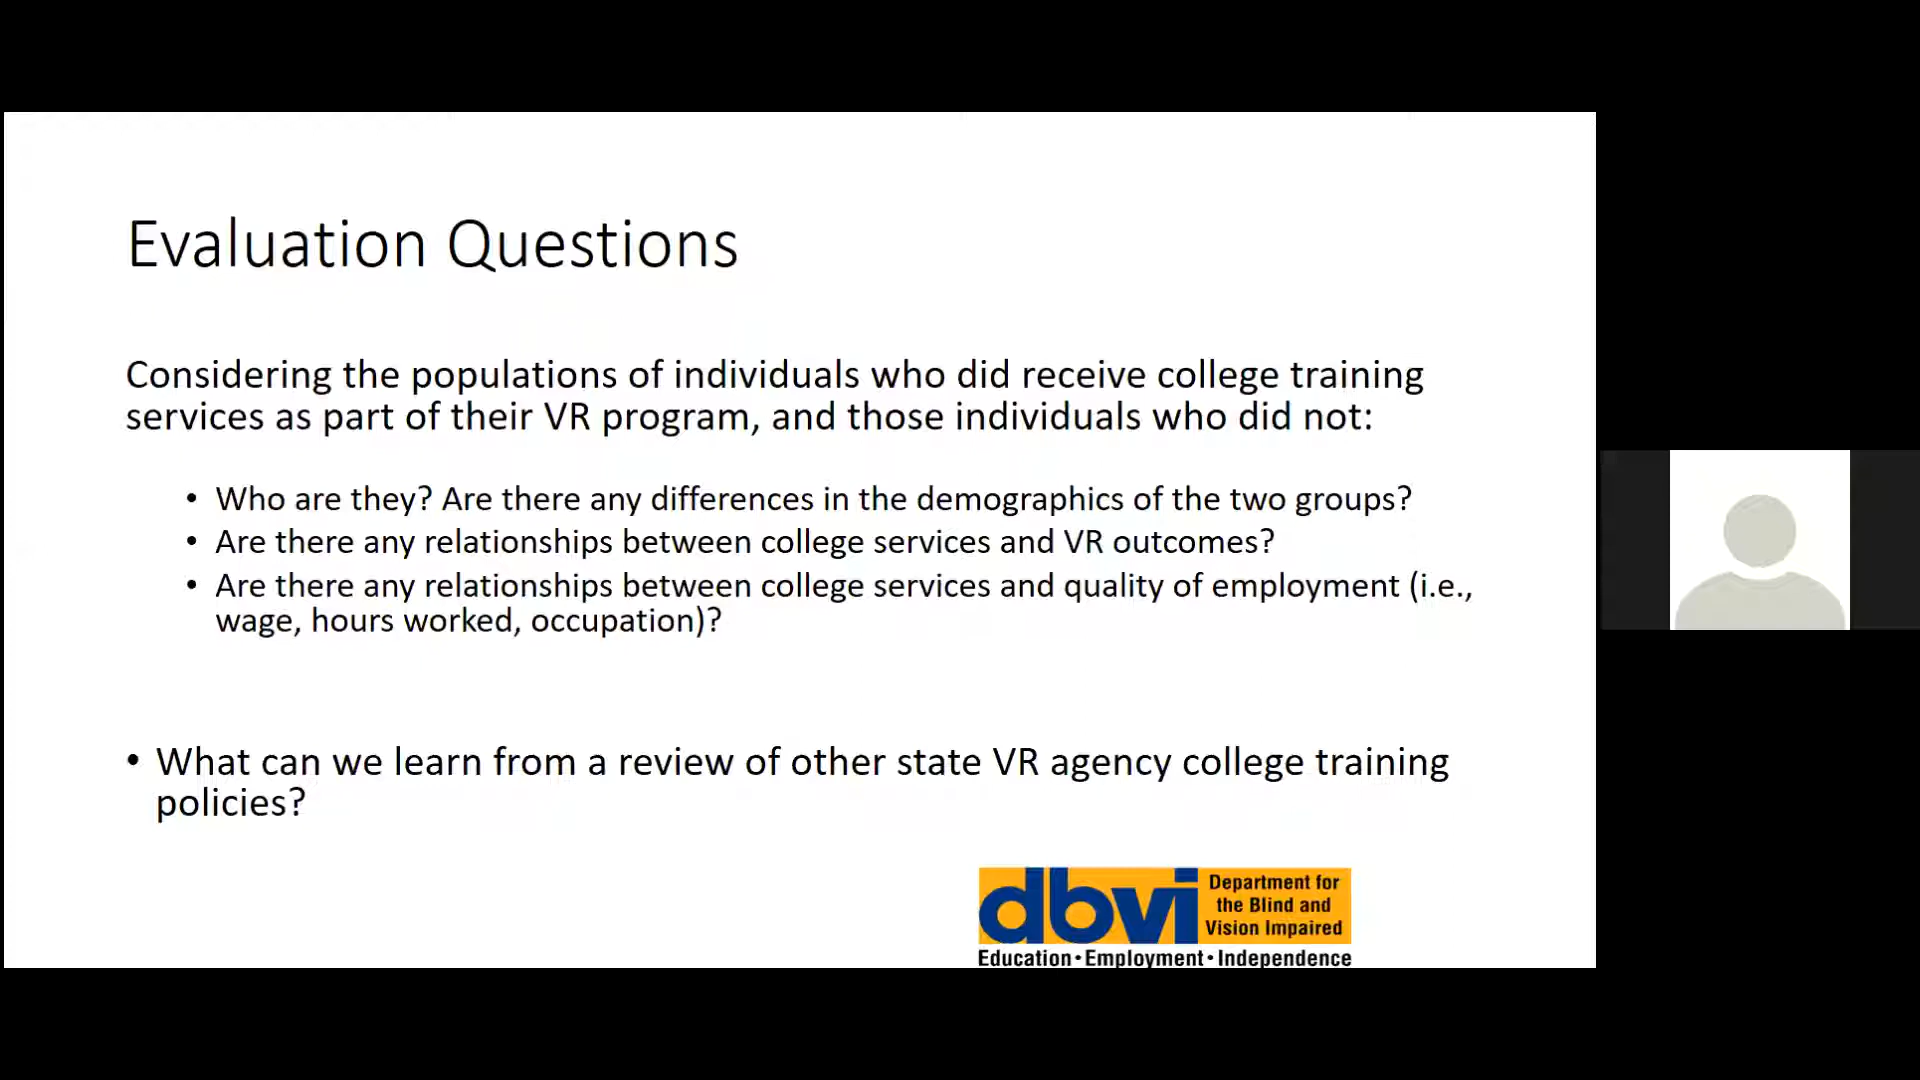 Evaluation Questions
Considering the populations of individuals who did receive college training
services as part of their VR program, and those individuals who did not:
• Who are they? Are there any differences in the demographics of the two groups?
• Are there any relationships between college services and VR outcomes?
• Are there any relationships between college services and quality of employment (i.e.,
wage, hours worked, occupation)?
• What can we learn from a review of other state VR agency college training
policies?
dbvi
Department for
the Blind and
Vision Impaired
Education • Employment • Independence